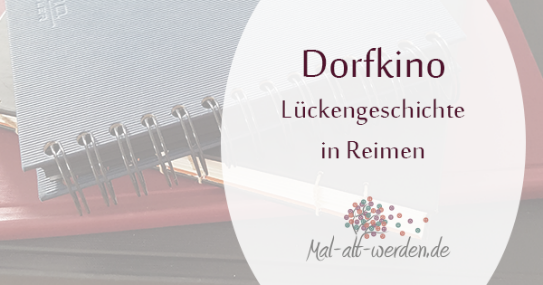 Dorfkino
Lückengeschichte
in Reimen
Mal-alt-werden.de